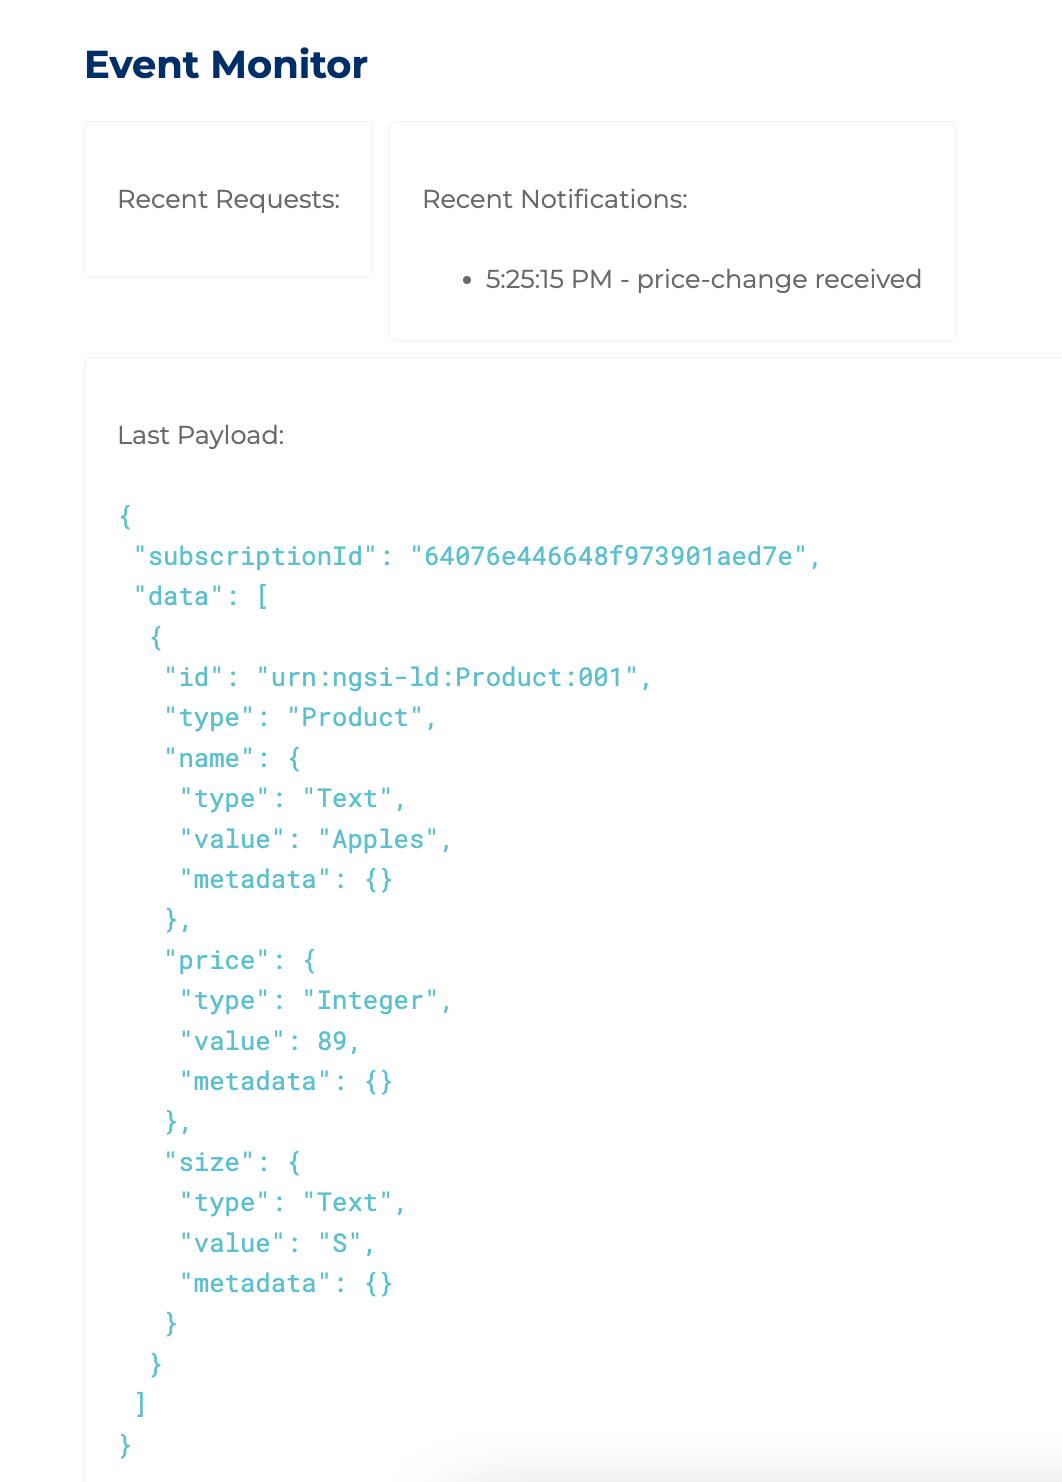 Event Monitor
Recent Requests:
Recent Notifications:
• 5:25:15 PM - price-change received
Last Payload:
{
 "subscriptionId": "64076e446648f973901aed7e",
 "data": [
  {
   "id": "urn:ngsi-ld:Product:001",
   "type": "Product",
   "name": {
    "type": "Text",
    "value": "Apples",
    "metadata": {}
   },
   "price": {
    "type": "Integer",
    "value": 89,
    "metadata": {}
   },
   "size": {
    "type": "Text",
    "value": "S",
    "metadata": {}
   }
  }
 ]
}